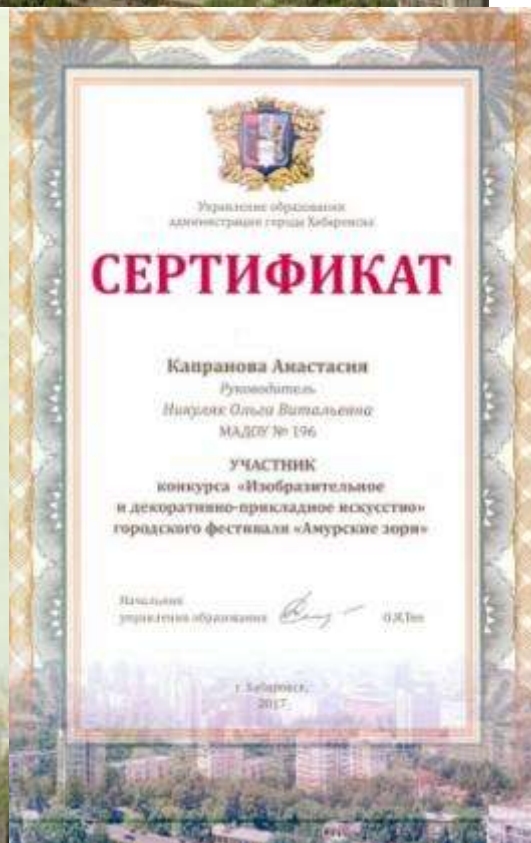 Управление образования
администрации города Хабаровска
СЕРТИФИКАТ
Капранова Анастасия
Руководитель
Никуляк Ольга Витальевна
МАДОУ № 196
УЧАСТНИК
конкурса «Изобразительное
и декоративно-прикладное искусство»
городского фестиваля «Амурские зори»
Начальник
управления образования О.Я.Тен
г. Хабаровск,
2017